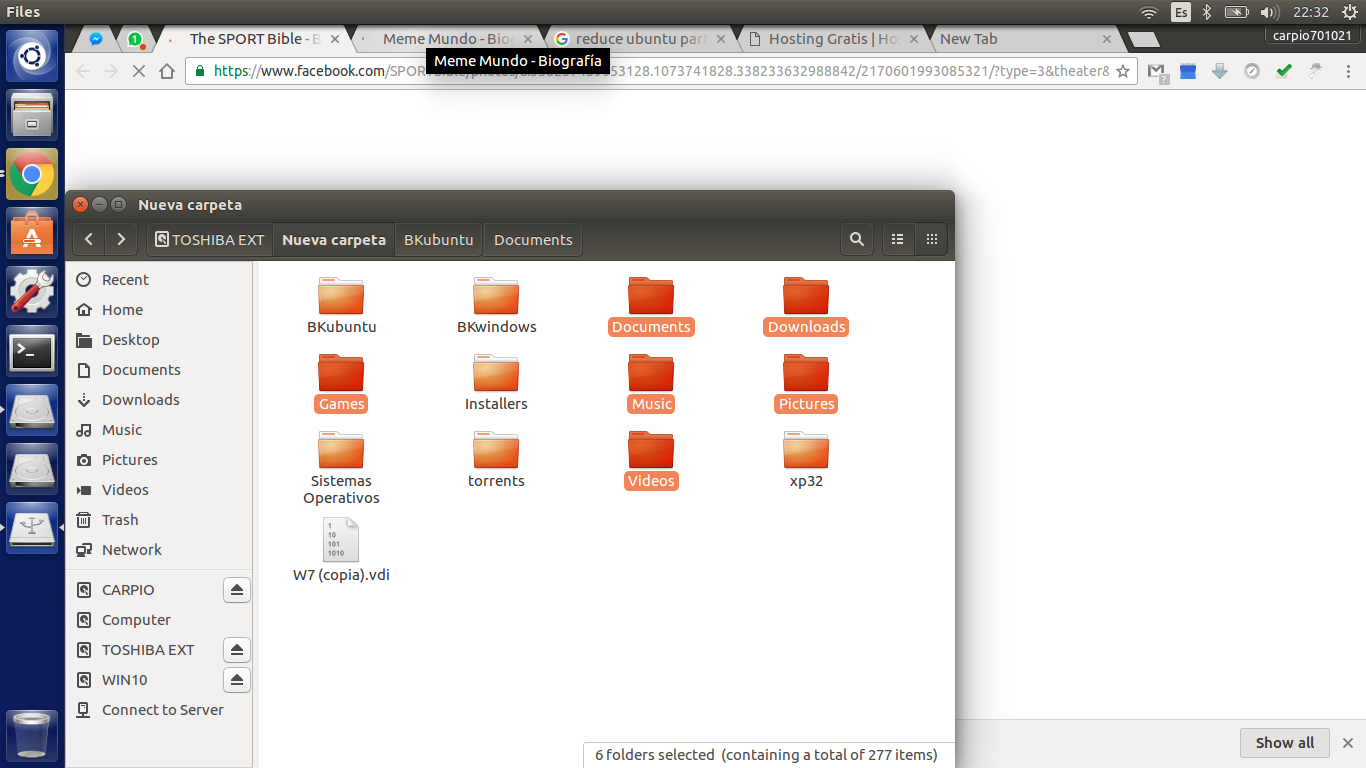 Files
Es
22:32
1
The SPORT Bible - B
Meme Mundo - Bio
reduce ubuntu part
Hosting Gratis | Ho
New Tab
carpio701021
Meme Mundo - Biografía
https://www.facebook.com/SPOR
53128.1073741828.338233632988842/2170601993085321/?type=3&theater&
?
Nueva carpeta
TOSHIBA EXT
Nueva carpeta
BKubuntu
Documents
Recent
Home
Desktop
Documents
Downloads
Music
Pictures
Videos
Trash
Network
CARPIO
Computer
TOSHIBA EXT
WIN10
Connect to Server
BKubuntu
BKwindows
Documents
Downloads
Games
Installers
Music
Pictures
Sistemas
Operativos
torrents
Videos
xp32
1
10
101
1010
W7 (copia).vdi
6 folders selected (containing a total of 277 items)
Show all